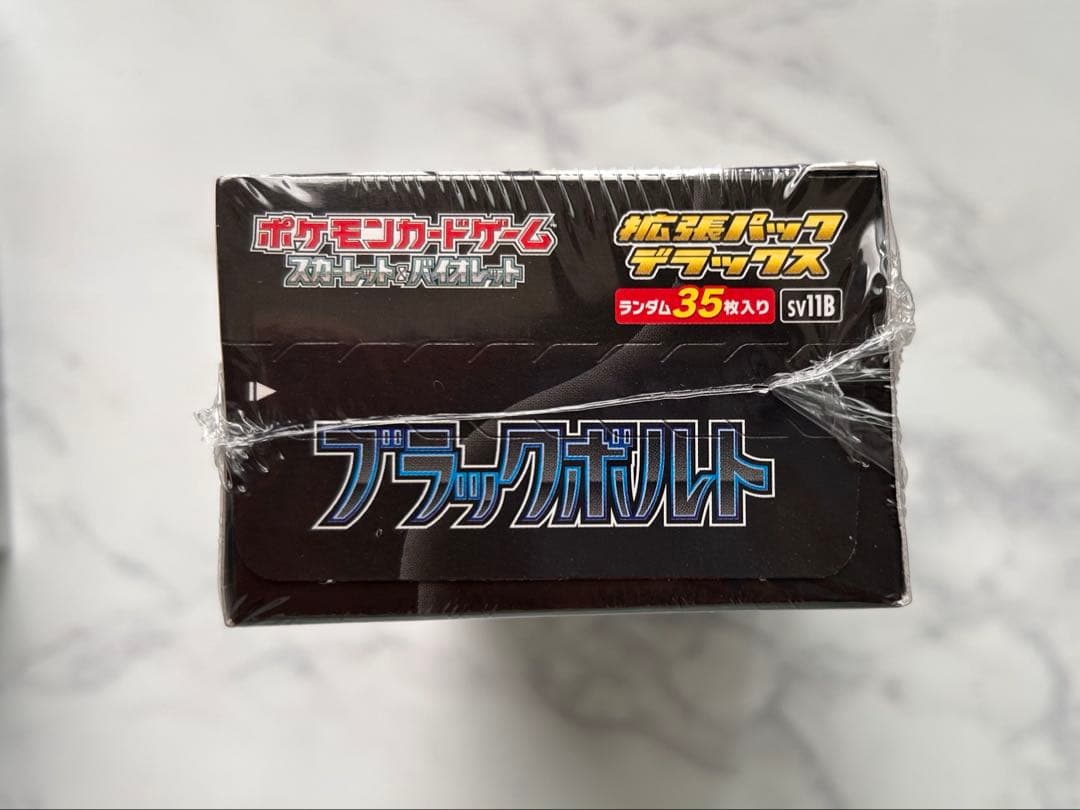 ポケモンカードゲーム
スカーレット&バイオレット
拡張パック
デラックス
ランダム35枚入り SV11B
ブラックボルト